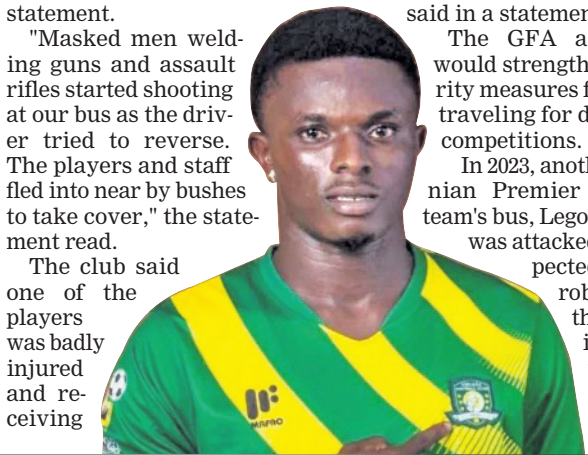 statement.
"Masked men weld-
ing guns and assault
rifles started shooting
at our bus as the driv-
er tried to reverse.
The players and staff
fled into near by bushes
to take cover," the state-
ment read.
The club said
one of the
players
was badly
injured
and re-
ceiving
said in a statemen
The GFA a
would strength
rity measures f
traveling for d
competitions.
In 2023, anoth
nian Premier
team's bus, Lego
was attacked
pected
rob
th
i
MAFRO